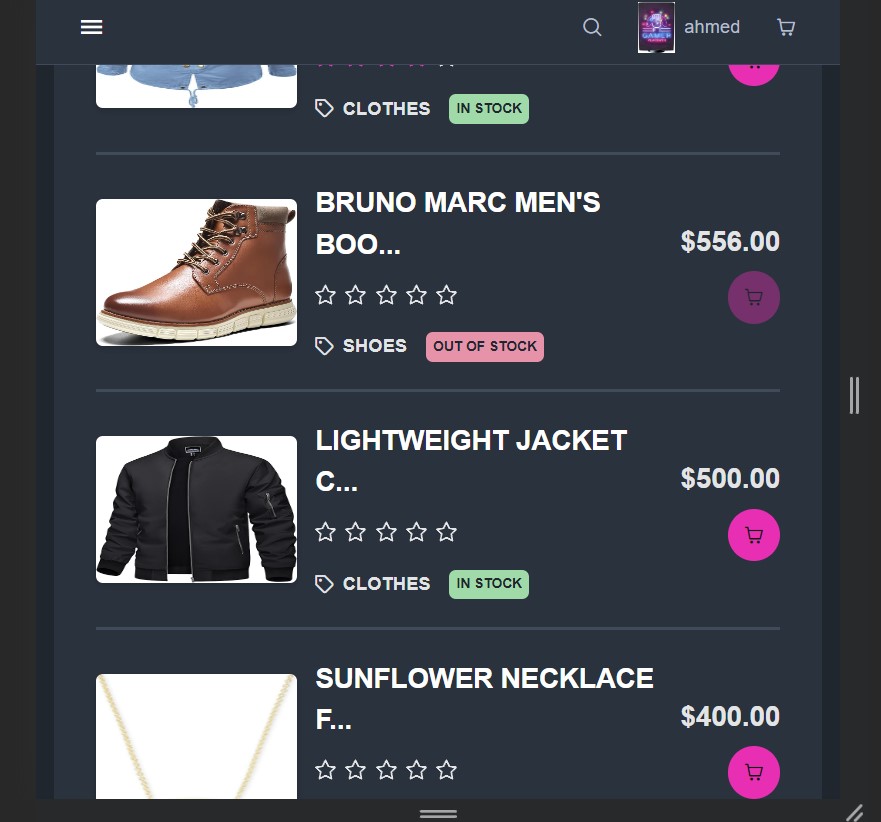 ahmed
CLOTHES IN STOCK
BRUNO MARC MEN'S
BOO...
$556.00
SHOES OUT OF STOCK
LIGHTWEIGHT JACKET
C...
$500.00
CLOTHES IN STOCK
SUNFLOWER NECKLACE
F...
$400.00